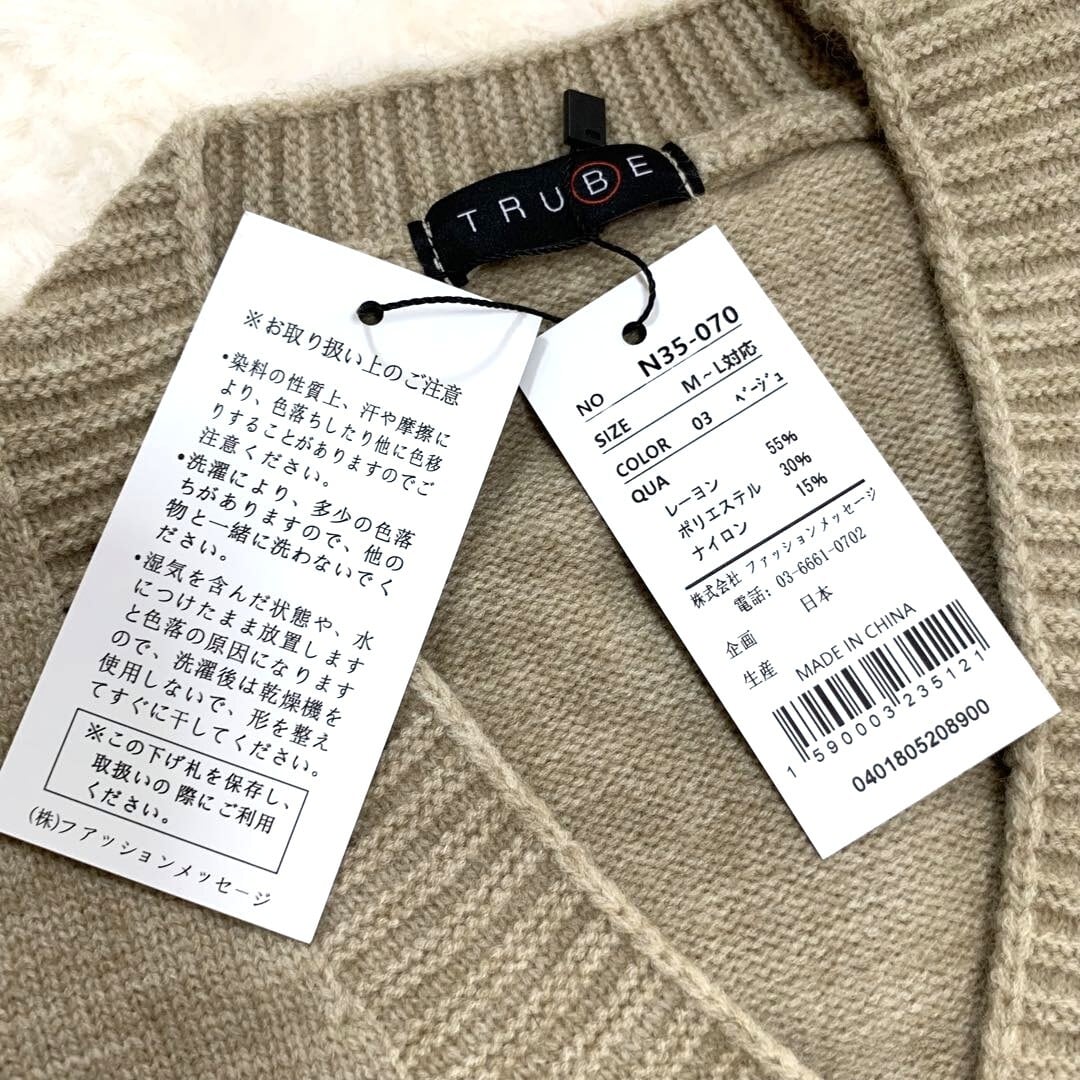 TRUBE
※お取り扱い上のご注意
・染料の性質上、汗や摩擦に
より、色落ちしたり他に色移
りすることがありますのでご
注意ください。
・洗濯により、多少の色落
ちがありますので、他の
物と一緒に洗わないでく
ださい。
・湿気を含んだ状態や、水
につけたまま放置します
と色落の原因になります
ので、洗濯後は乾燥機を
使用しないで、形を整え
てすぐに干してください。
※この下げ札を保存し、
取扱いの際にご利用
ください。
(株)ファッションメッセージ
NO N35-070
SIZE M~L対応
COLOR 03 ベージュ
QUA
レーヨン 55%
ポリエステル 30%
ナイロン 15%
株式会社 ファッションメッセージ
電話: 03-6661-0702
企画 日本
生産 MADE IN CHINA
1 590003 235121
0401805208900